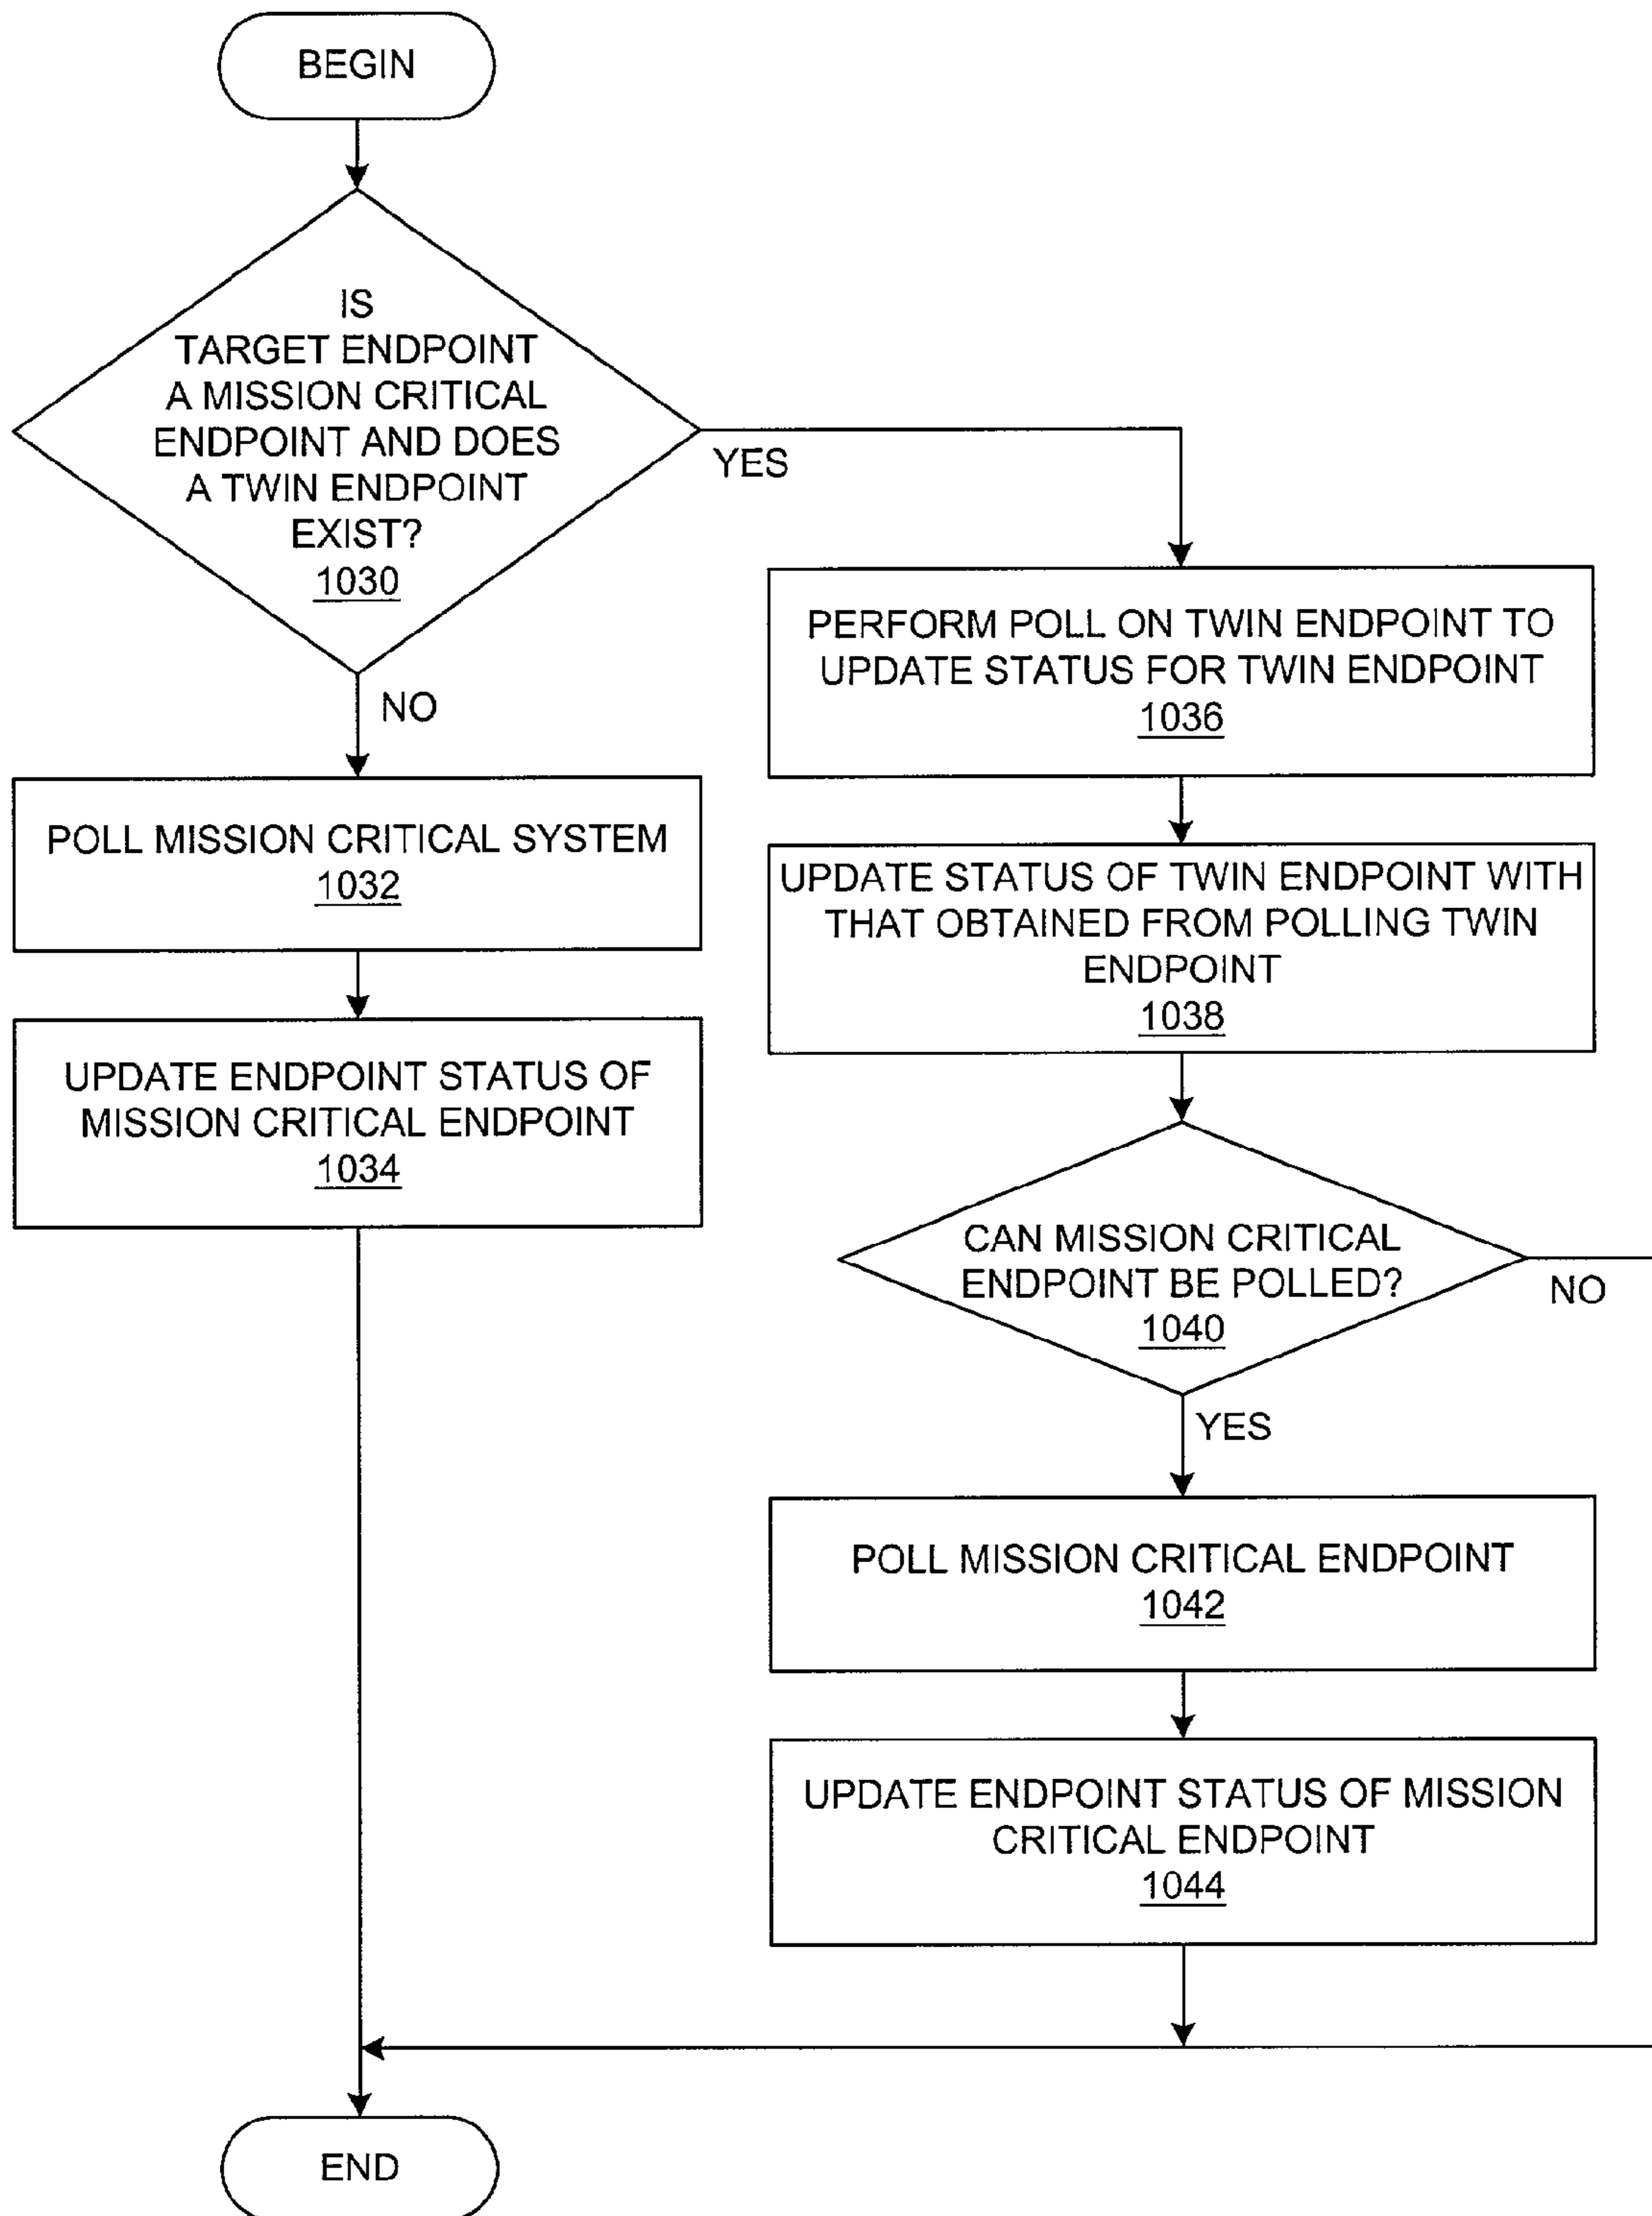 BEGIN
IS
TARGET ENDPOINT
A MISSION CRITICAL
ENDPOINT AND DOES
A TWIN ENDPOINT
EXIST?
1030
YES
NO
POLL MISSION CRITICAL SYSTEM
1032
UPDATE ENDPOINT STATUS OF
MISSION CRITICAL ENDPOINT
1034
PERFORM POLL ON TWIN ENDPOINT TO
UPDATE STATUS FOR TWIN ENDPOINT
1036
UPDATE STATUS OF TWIN ENDPOINT WITH
THAT OBTAINED FROM POLLING TWIN
ENDPOINT
1038
CAN MISSION CRITICAL
ENDPOINT BE POLLED?
1040
NO
YES
POLL MISSION CRITICAL ENDPOINT
1042
UPDATE ENDPOINT STATUS OF MISSION
CRITICAL ENDPOINT
1044
END